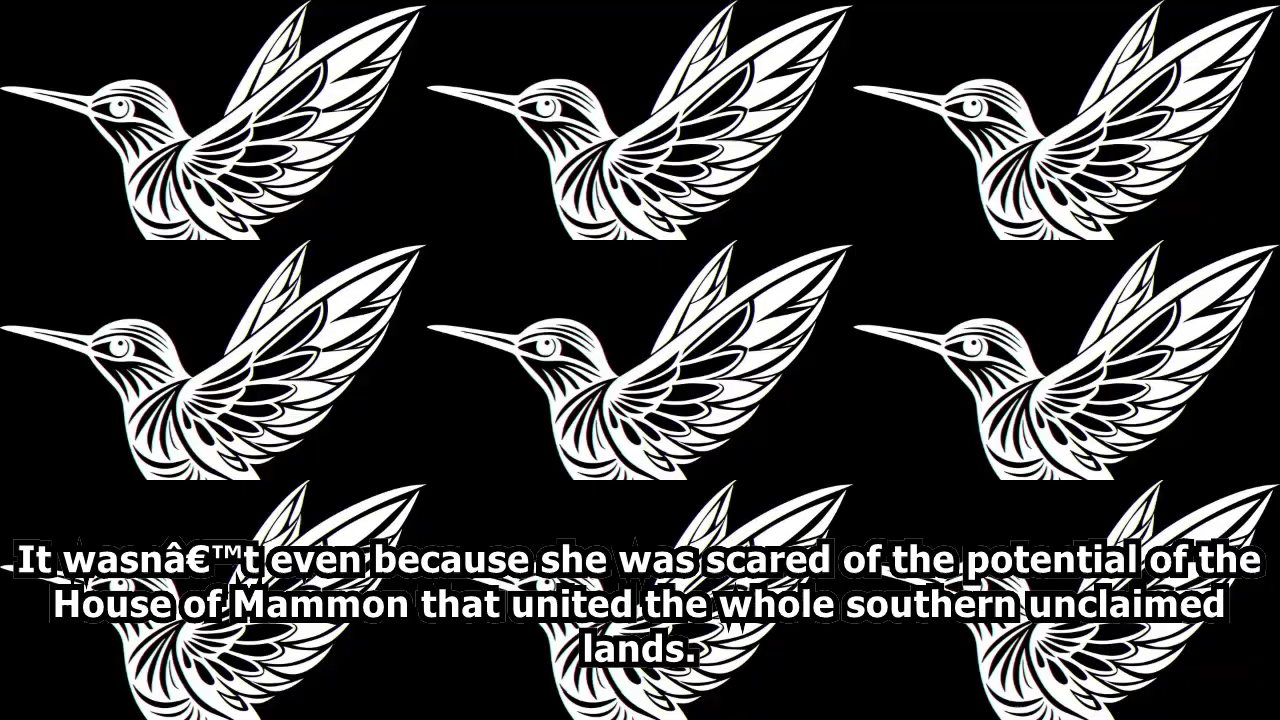 It wasnâ€™t even because she was scared of the potential of the
House of Mammon that united the whole southern unclaimed
lands.